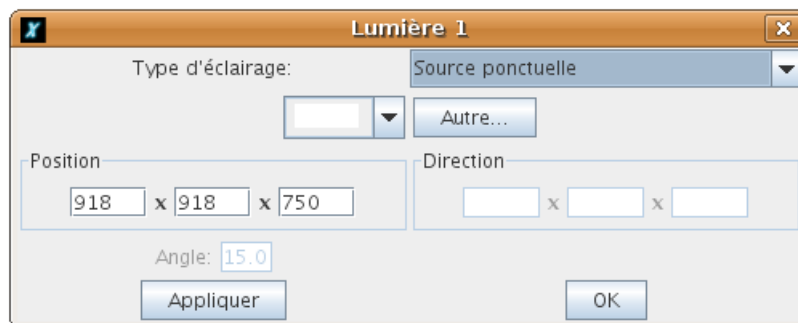 Lumière 1
Type d'éclairage: Source ponctuelle
Autre...
Position Direction
918 x 918 x 750 x x
Angle: 15.0
Appliquer OK